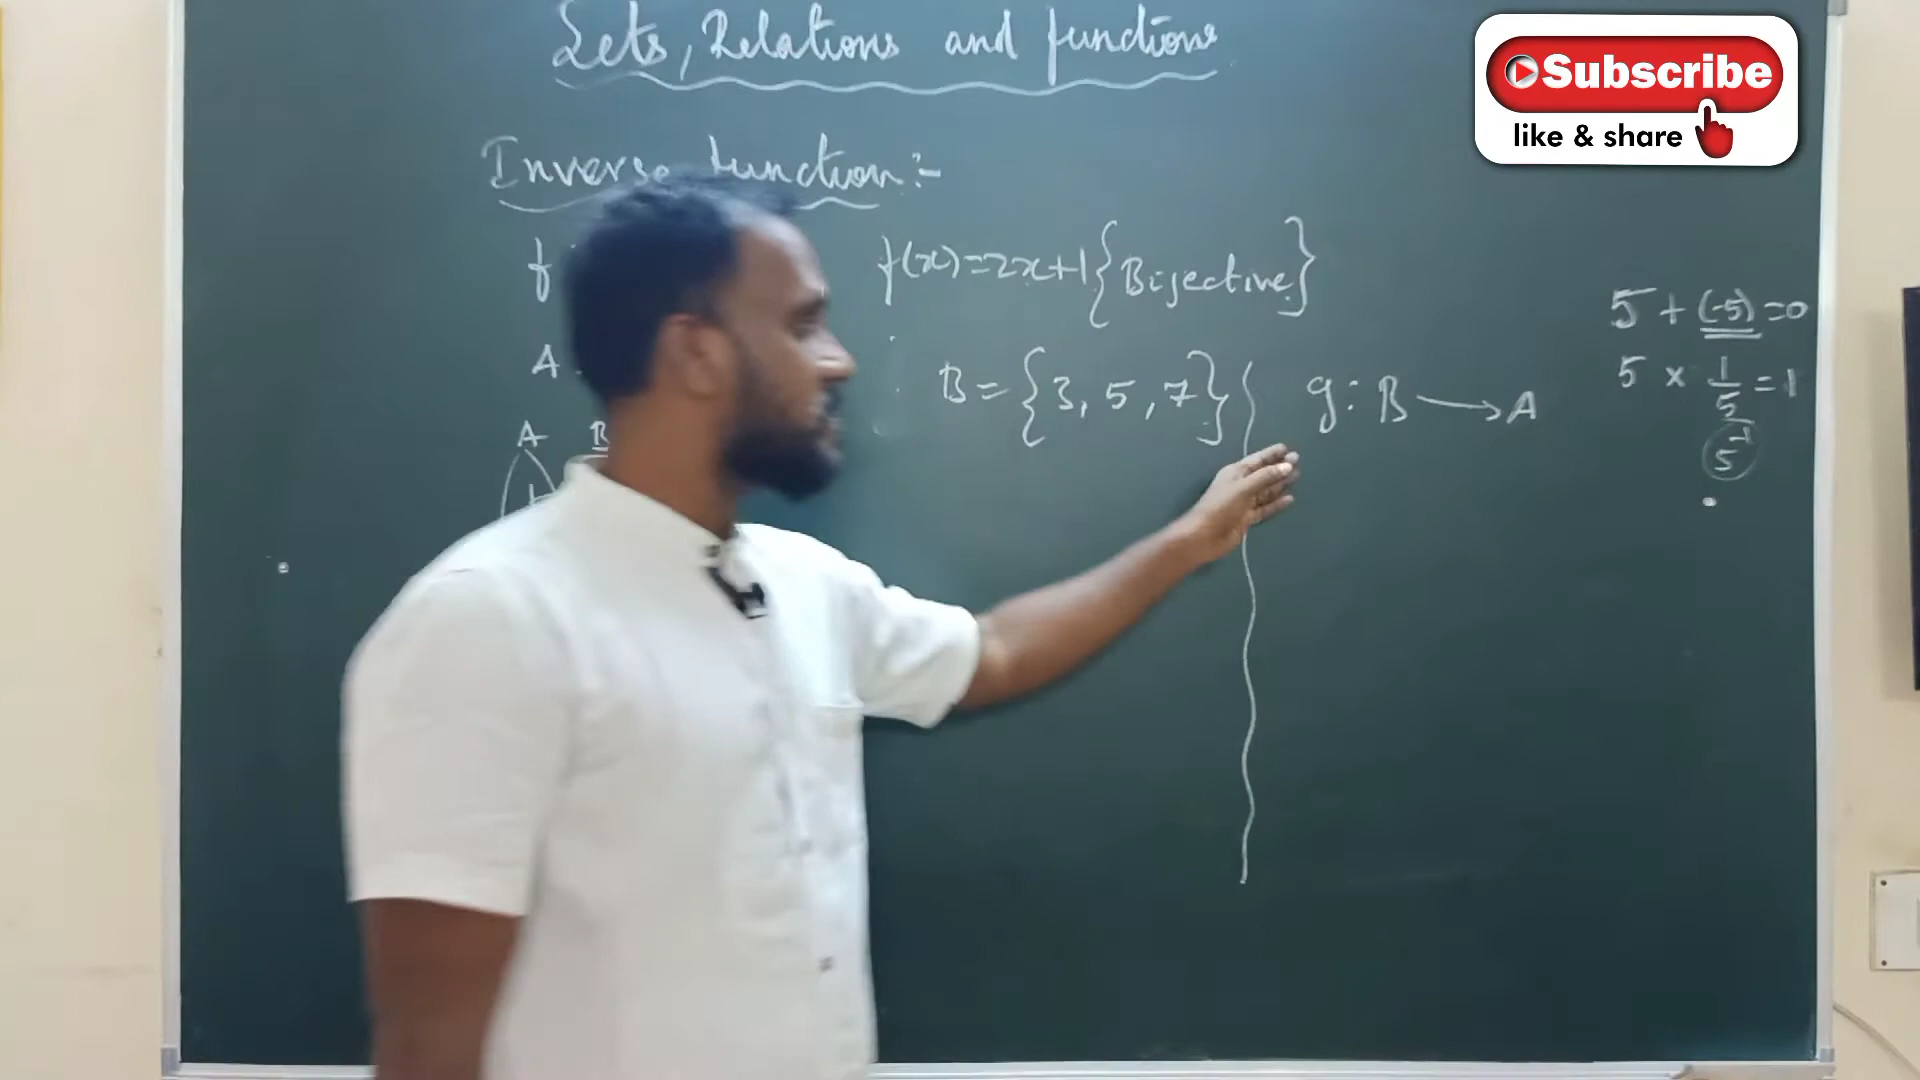 Sets, Relations and functions
Inverse function:-
f f(x)=2x+1 {Bijective}
A B = {3, 5, 7} g: B → A
A B
1
5 + (-5) = 0
5 × 1/5 = 1
5⁻¹
Subscribe
like & share